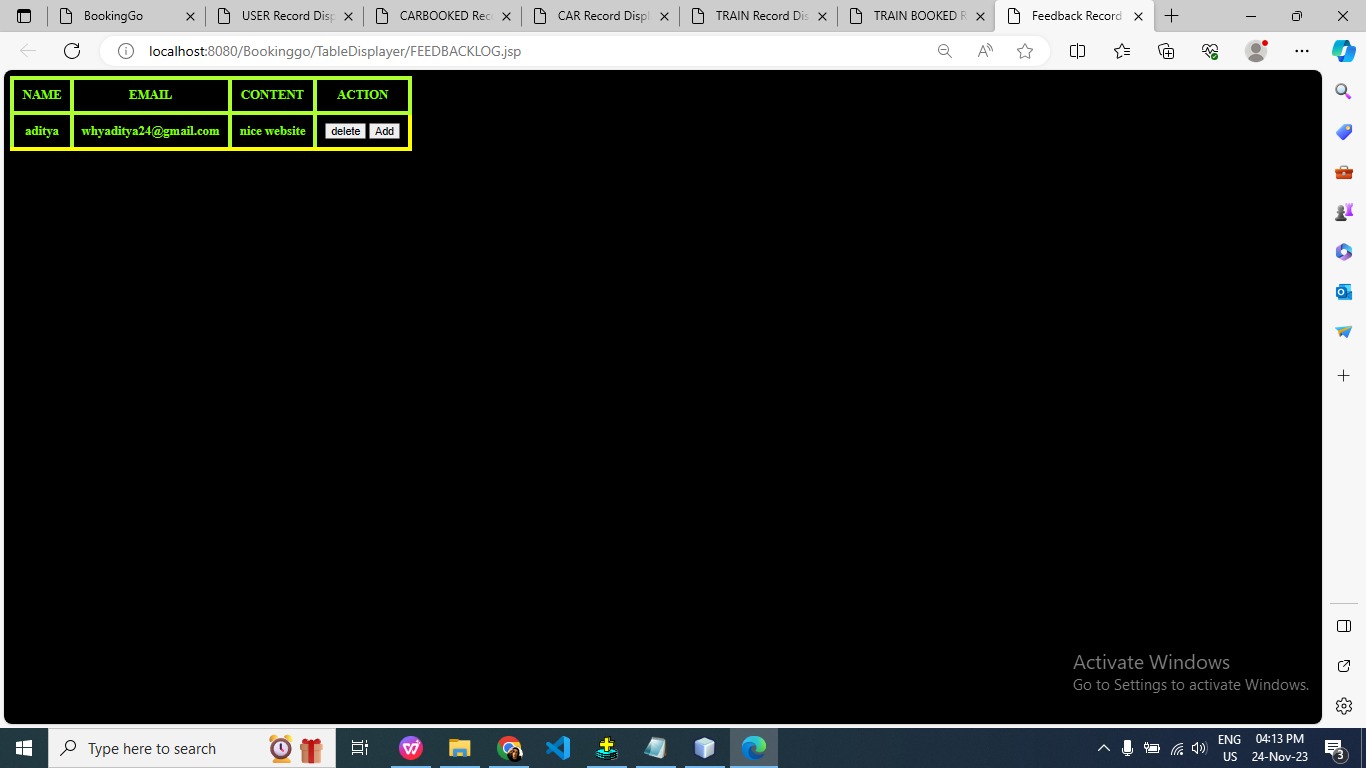 BookingGo
USER Record Disp
CARBOOKED Rec
CAR Record Displ
TRAIN Record Dis
TRAIN BOOKED R
Feedback Record
localhost:8080/Bookinggo/TableDisplayer/FEEDBACKLOG.jsp
NAME EMAIL CONTENT ACTION
aditya whyaditya24@gmail.com nice website delete Add
Activate Windows
Go to Settings to activate Windows.
Type here to search
ENG
US
04:13 PM
24-Nov-23
3